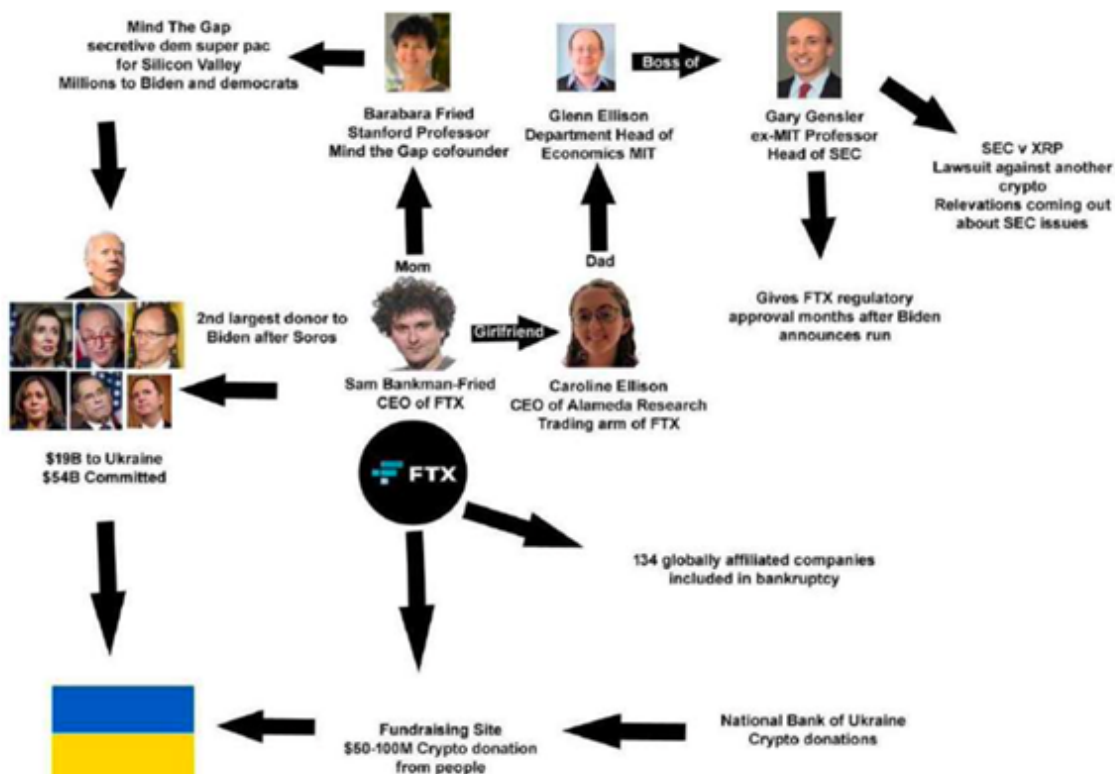 Mind The Gap
secretive dem super pac
for Silicon Valley
Millions to Biden and democrats
Barabara Fried
Stanford Professor
Mind the Gap cofounder
Glenn Ellison
Department Head of
Economics MIT
Boss of
Gary Gensler
ex-MIT Professor
Head of SEC
SEC v XRP
Lawsuit against another
crypto
Relevations coming out
about SEC issues
Mom
Dad
Gives FTX regulatory
approval months after Biden
announces run
2nd largest donor to
Biden after Soros
Girlfriend
Sam Bankman-Fried
CEO of FTX
Caroline Ellison
CEO of Alameda Research
Trading arm of FTX
$19B to Ukraine
$54B Committed
FTX
134 globally affiliated companies
included in bankruptcy
Fundraising Site
$50-100M Crypto donation
from people
National Bank of Ukraine
Crypto donations